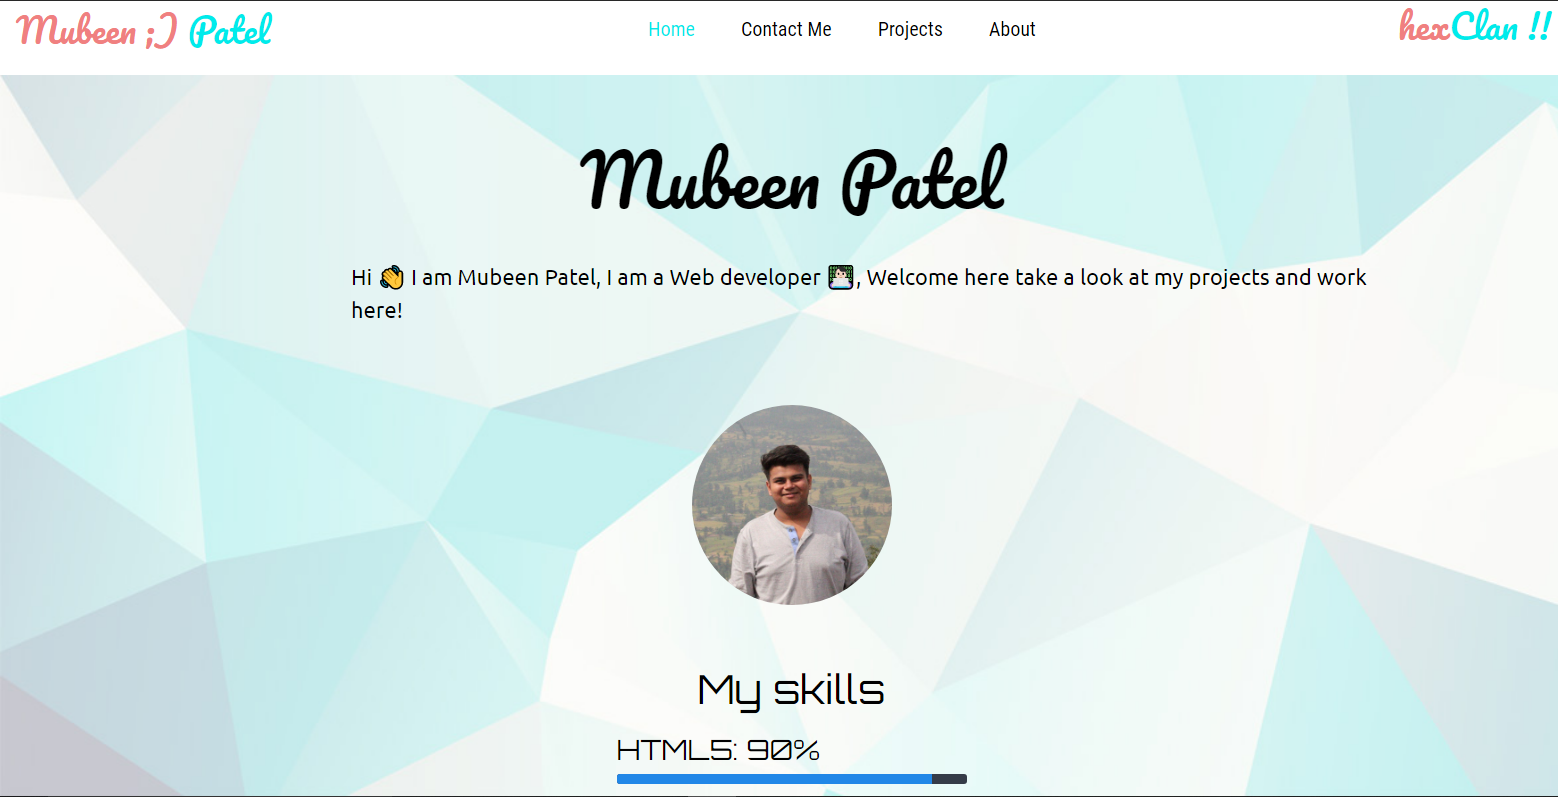 Mubeen ;) Patel
Home Contact Me Projects About
hexClan !!
Mubeen Patel
Hi 👋 I am Mubeen Patel, I am a Web developer 👨🏻‍💻, Welcome here take a look at my projects and work
here!
My skills
HTML5: 90%